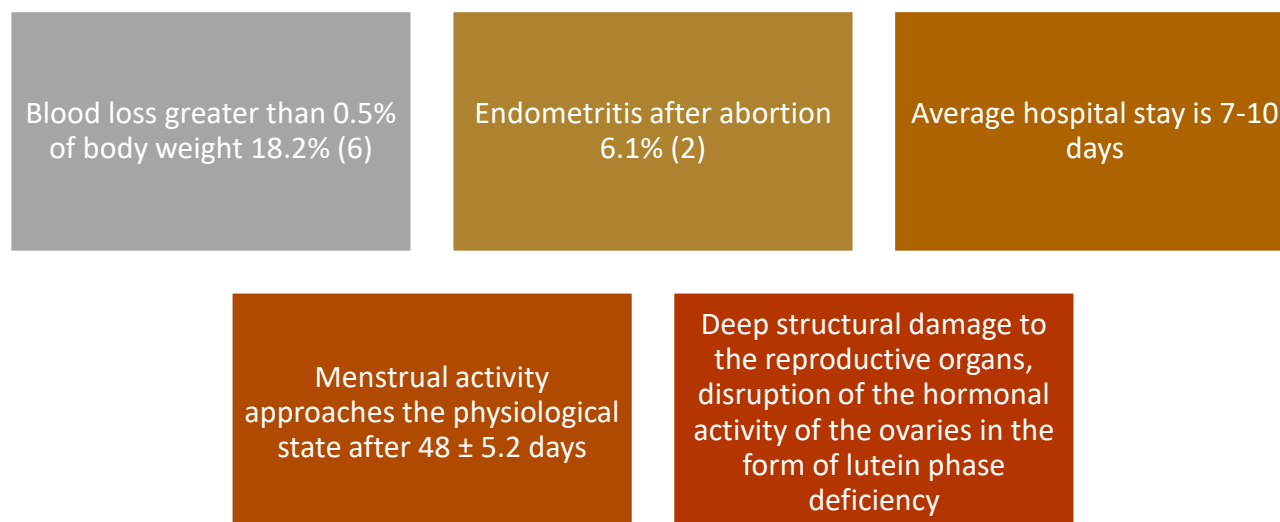 Blood loss greater than 0.5%
of body weight 18.2% (6)
Endometritis after abortion
6.1% (2)
Average hospital stay is 7-10
days
Menstrual activity
approaches the physiological
state after 48 ± 5.2 days
Deep structural damage to
the reproductive organs,
disruption of the hormonal
activity of the ovaries in the
form of lutein phase
deficiency